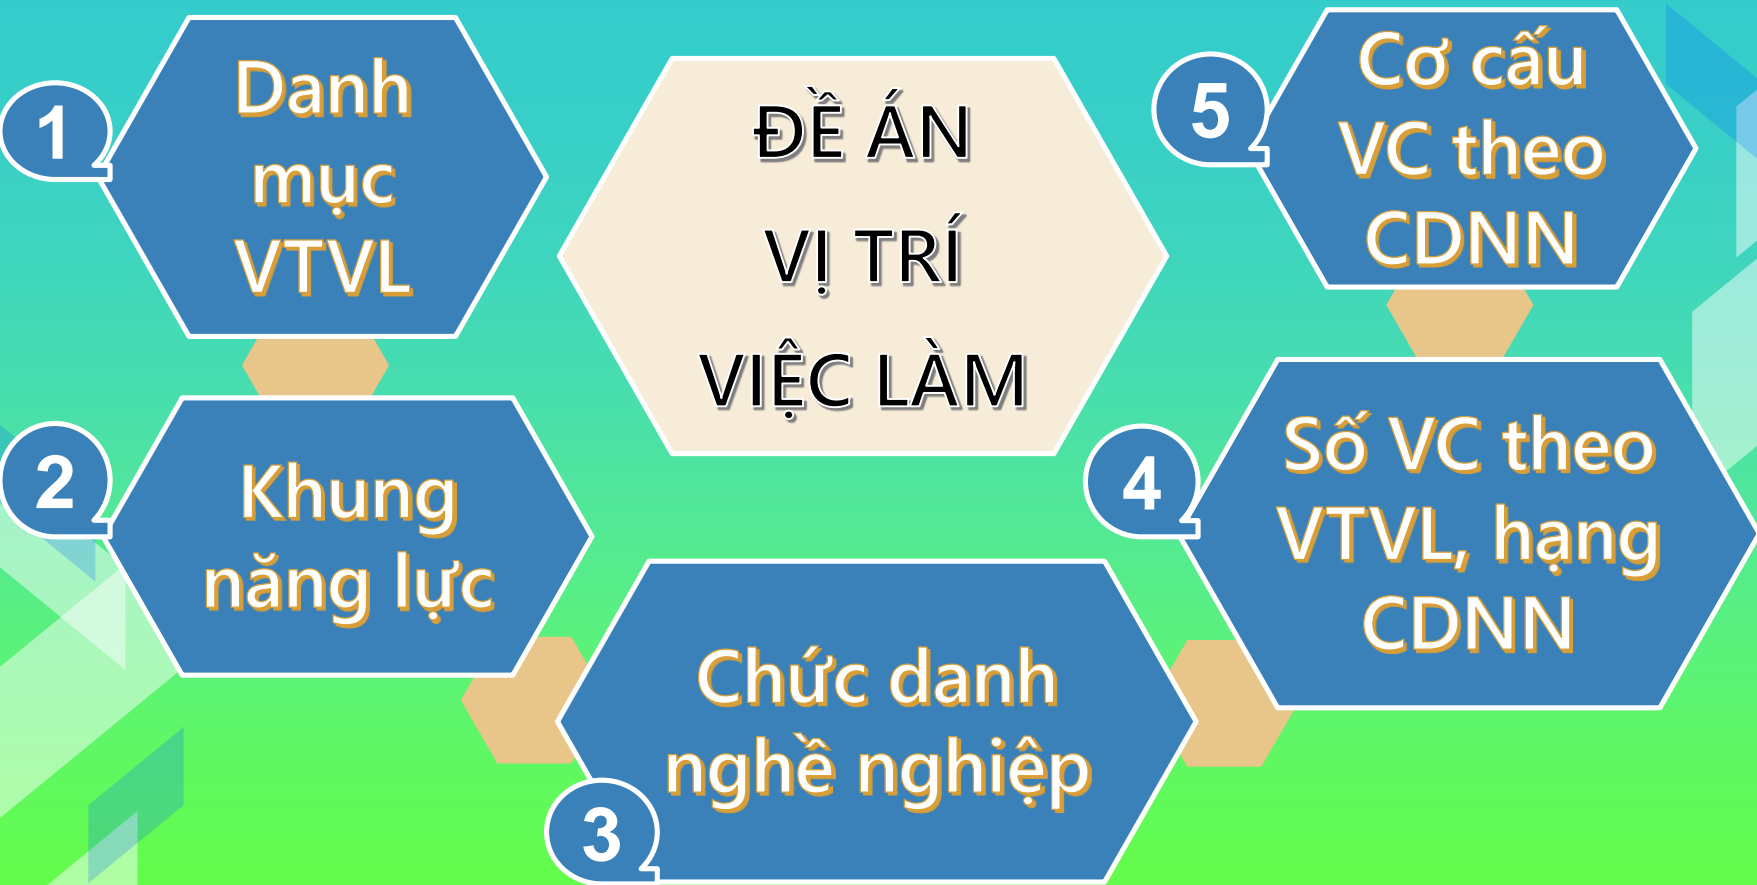 ĐỀ ÁN
VỊ TRÍ
VIỆC LÀM
1
Danh
mục
VTVL
2
Khung
năng lực
3
Chức danh
nghề nghiệp
4
Số VC theo
VTVL, hạng
CDNN
5
Cơ cấu
VC theo
CDNN